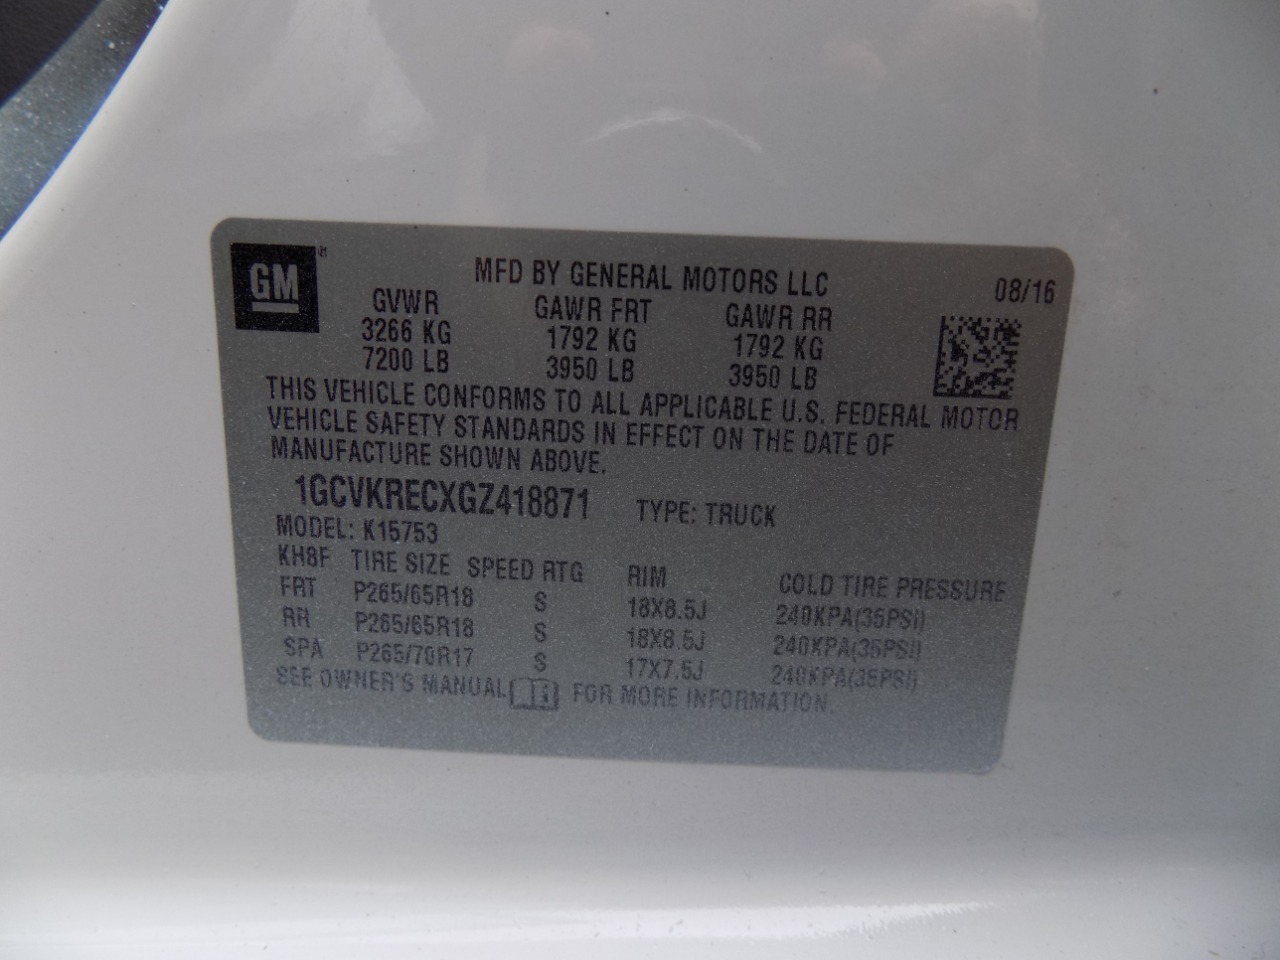 GM
MFD BY GENERAL MOTORS LLC 08/16
GVWR GAWR FRT GAWR RR
3266 KG 1792 KG 1792 KG
7200 LB 3950 LB 3950 LB
THIS VEHICLE CONFORMS TO ALL APPLICABLE U.S. FEDERAL MOTOR
VEHICLE SAFETY STANDARDS IN EFFECT ON THE DATE OF
MANUFACTURE SHOWN ABOVE.
1GCVKRECXGZ418871 TYPE: TRUCK
MODEL: K15753
KH8F TIRE SIZE SPEED RTG RIM COLD TIRE PRESSURE
FRT P265/65R18 S 18X8.5J 240KPA(35PSI)
RR P265/65R18 S 18X8.5J 240KPA(35PSI)
SPA P265/70R17 S 17X7.5J 240KPA(35PSI)
SEE OWNER'S MANUAL FOR MORE INFORMATION.